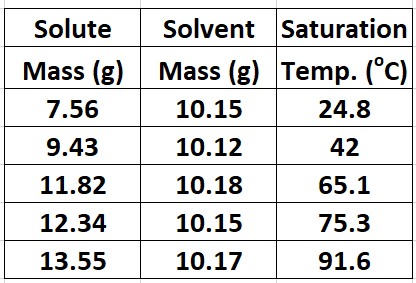 Solute Solvent Saturation
Mass (g) Mass (g) Temp. (°C)
7.56 10.15 24.8
9.43 10.12 42
11.82 10.18 65.1
12.34 10.15 75.3
13.55 10.17 91.6